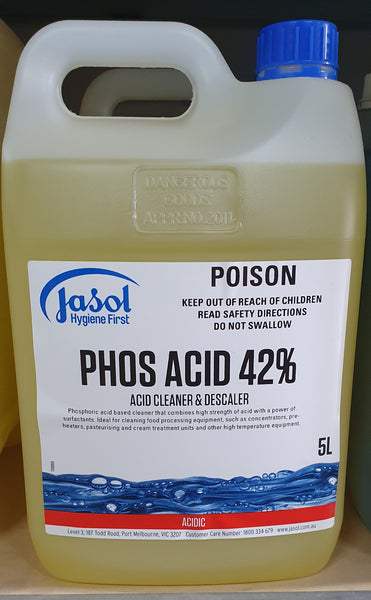 DANGEROUS
GOODS
Jasol
Hygiene First
POISON
KEEP OUT OF REACH OF CHILDREN
READ SAFETY DIRECTIONS
DO NOT SWALLOW
PHOS ACID 42%
ACID CLEANER & DESCALER
Phosphoric acid based cleaner that combines high strength of acid with a power of
surfactants. Ideal for cleaning food processing equipment, such as concentrators, pre-
heaters, pasteurising and cream treatment units and other high temperature equipment.
5L
ACIDIC
Level 3, 187 Todd Road, Port Melbourne, VIC 3207 Customer Care Number: 1800 334 679 www.jasol.com.au